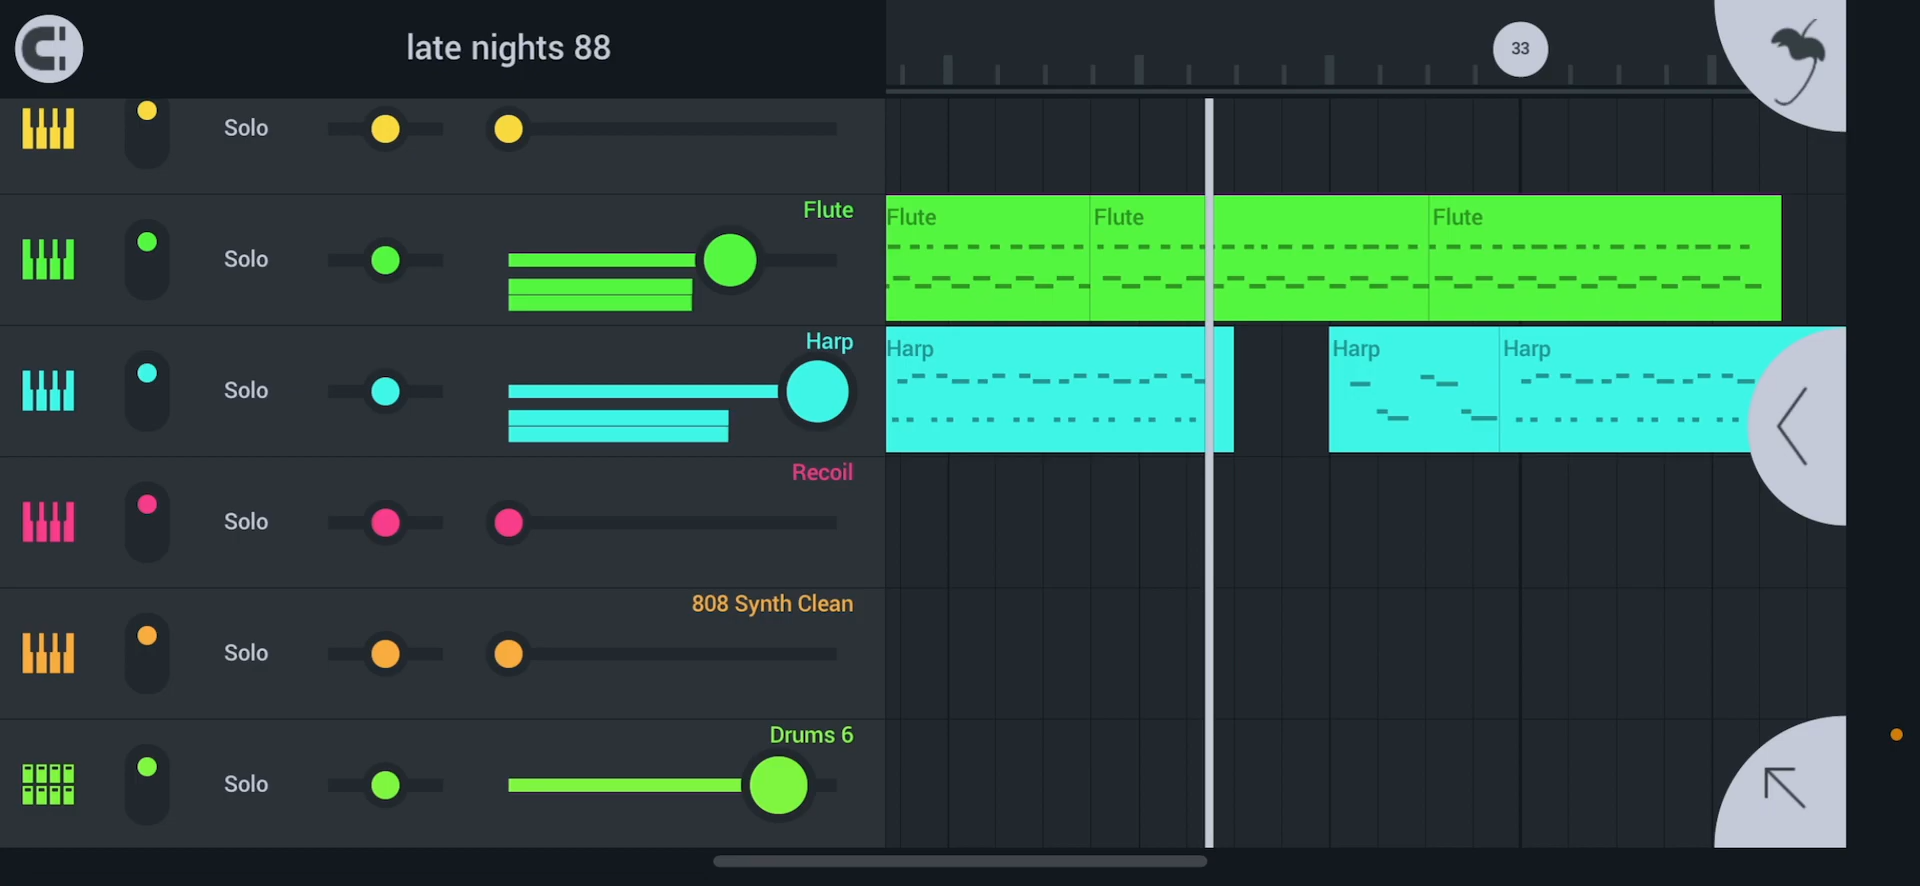 late nights 88
33
Solo
Flute
Solo
Flute
Flute
Flute
Harp
Solo
Harp
Harp
Harp
Recoil
Solo
808 Synth Clean
Solo
Drums 6
Solo